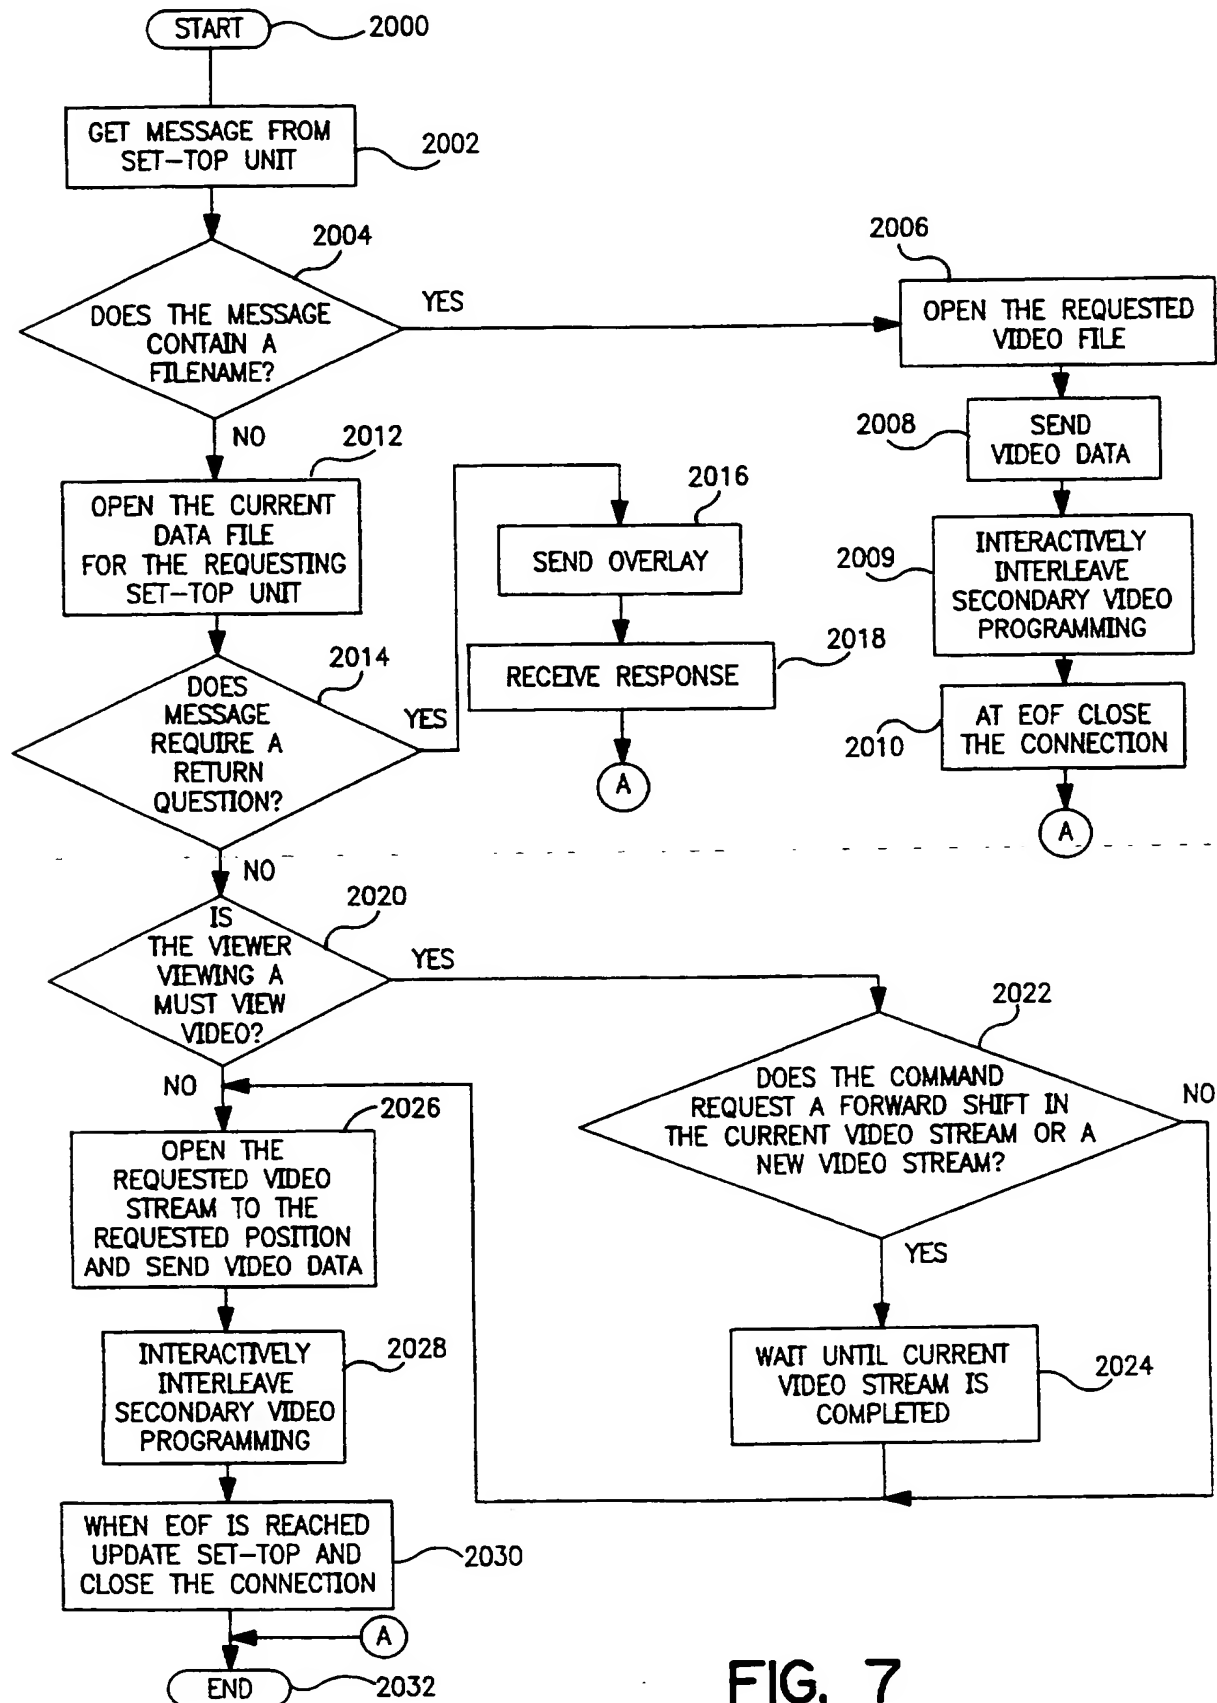 START
2000
GET MESSAGE FROM
SET-TOP UNIT
2002
2004
DOES THE MESSAGE
CONTAIN A
FILENAME?
YES
2006
OPEN THE REQUESTED
VIDEO FILE
NO
2008
SEND
VIDEO DATA
2012
OPEN THE CURRENT
DATA FILE
FOR THE REQUESTING
SET-TOP UNIT
2016
SEND OVERLAY
2009
INTERACTIVELY
INTERLEAVE
SECONDARY VIDEO
PROGRAMMING
2014
DOES
MESSAGE
REQUIRE A
RETURN
QUESTION?
YES
2018
RECEIVE RESPONSE
2010
AT EOF CLOSE
THE CONNECTION
A
A
NO
2020
IS
THE VIEWER
VIEWING A
MUST VIEW
VIDEO?
YES
2022
DOES THE COMMAND
REQUEST A FORWARD SHIFT IN
THE CURRENT VIDEO STREAM OR A
NEW VIDEO STREAM?
NO
NO
2026
OPEN THE
REQUESTED VIDEO
STREAM TO THE
REQUESTED POSITION
AND SEND VIDEO DATA
YES
2028
INTERACTIVELY
INTERLEAVE
SECONDARY VIDEO
PROGRAMMING
WAIT UNTIL CURRENT
VIDEO STREAM IS
COMPLETED
2024
WHEN EOF IS REACHED
UPDATE SET-TOP AND
CLOSE THE CONNECTION
2030
A
END
2032
FIG. 7